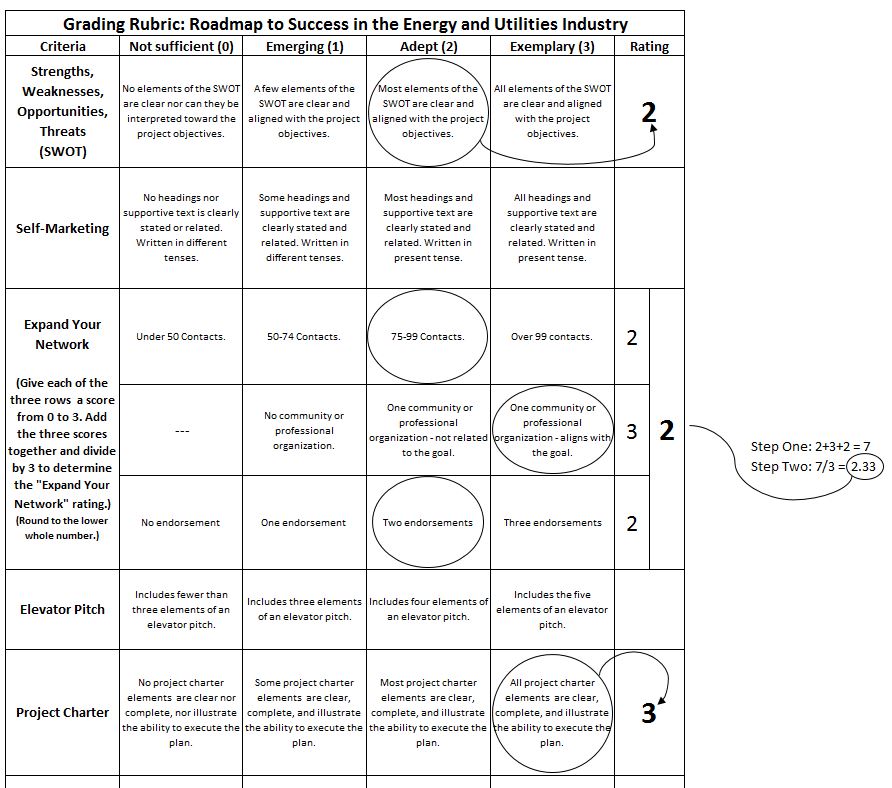 Grading Rubric: Roadmap to Success in the Energy and Utilities Industry
Criteria Not sufficient (0) Emerging (1) Adept (2) Exemplary (3) Rating
Strengths,
Weaknesses,
Opportunities,
Threats
(SWOT)
No elements of the SWOT
are clear nor can they be
interpreted toward the
project objectives.
A few elements of the
SWOT are clear and
aligned with the project
objectives.
Most elements of the
SWOT are clear and
aligned with the project
objectives.
All elements of the SWOT
are clear and aligned
with the project
objectives.
2
Self-Marketing
No headings nor
supportive text is clearly
stated or related.
Written in different
tenses.
Some headings and
supportive text are
clearly stated and
related. Written in
different tenses.
Most headings and
supportive text are
clearly stated and
related. Written in
present tense.
All headings and
supportive text are
clearly stated and
related. Written in
present tense.
Expand Your
Network
(Give each of the
three rows a score
from 0 to 3. Add
the three scores
together and divide
by 3 to determine
the "Expand Your
Network" rating.)
(Round to the lower
whole number.)
Under 50 Contacts.
50-74 Contacts.
75-99 Contacts.
Over 99 contacts.
2
---
No community or
professional
organization.
One community or
professional
organization - not related
to the goal.
One community or
professional
organization - aligns with
the goal.
3
No endorsement
One endorsement
Two endorsements
Three endorsements
2
2
Step One: 2+3+2 = 7
Step Two: 7/3 = 2.33
Elevator Pitch
Includes fewer than
three elements of an
elevator pitch.
Includes three elements
of an elevator pitch.
Includes four elements of
an elevator pitch.
Includes the five
elements of an elevator
pitch.
Project Charter
No project charter
elements are clear nor
complete, nor illustrate
the ability to execute the
plan.
Some project charter
elements are clear,
complete, and illustrate
the ability to execute the
plan.
Most project charter
elements are clear,
complete, and illustrate
the ability to execute the
plan.
All project charter
elements are clear,
complete, and illustrate
the ability to execute the
plan.
3